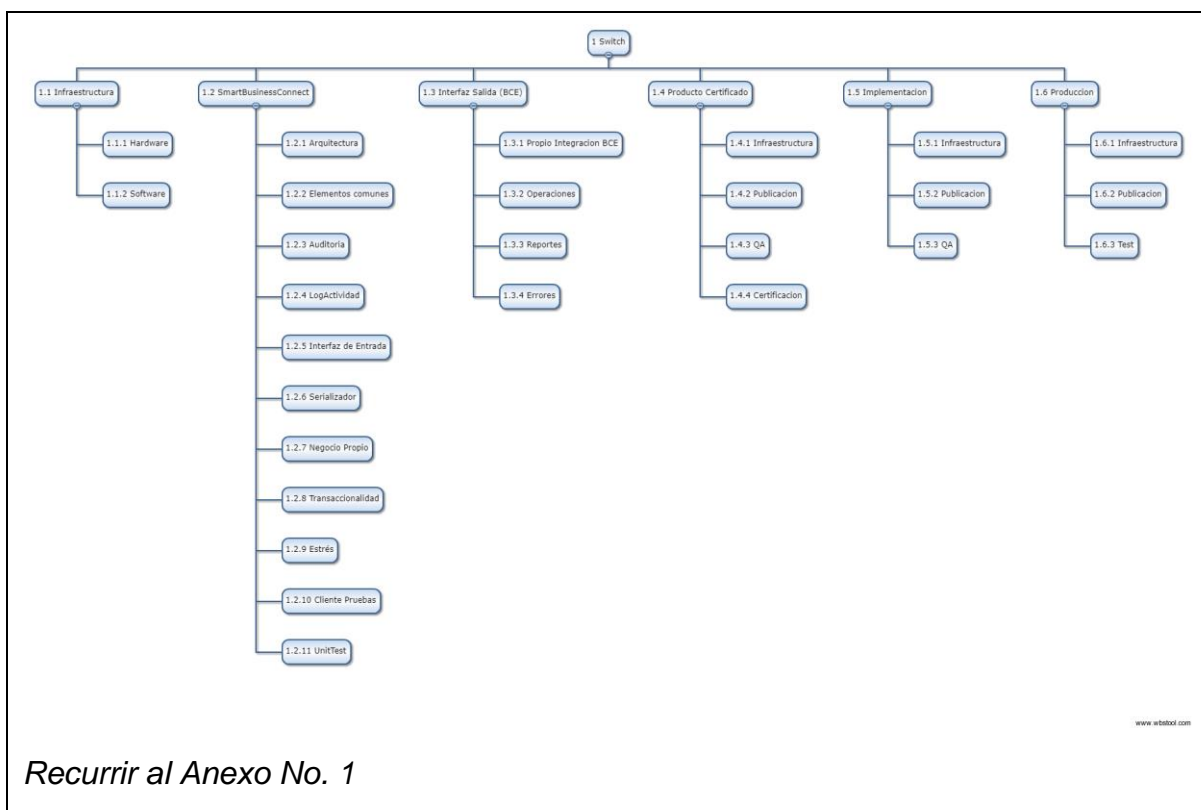 1 Switch
1.1 Infraestructura
1.1.1 Hardware
1.1.2 Software
1.2 SmartBusinessConnect
1.2.1 Arquitectura
1.2.2 Elementos comunes
1.2.3 Auditoria
1.2.4 LogActividad
1.2.5 Interfaz de Entrada
1.2.6 Serializador
1.2.7 Negocio Propio
1.2.8 Transaccionalidad
1.2.9 Estrés
1.2.10 Cliente Pruebas
1.2.11 UnitTest
1.3 Interfaz Salida (BCE)
1.3.1 Propio Integracion BCE
1.3.2 Operaciones
1.3.3 Reportes
1.3.4 Errores
1.4 Producto Certificado
1.4.1 Infraestructura
1.4.2 Publicacion
1.4.3 QA
1.4.4 Certificacion
1.5 Implementacion
1.5.1 Infraestructura
1.5.2 Publicacion
1.5.3 QA
1.6 Produccion
1.6.1 Infraestructura
1.6.2 Publicacion
1.6.3 Test
www.wbstool.com
Recurrir al Anexo No. 1